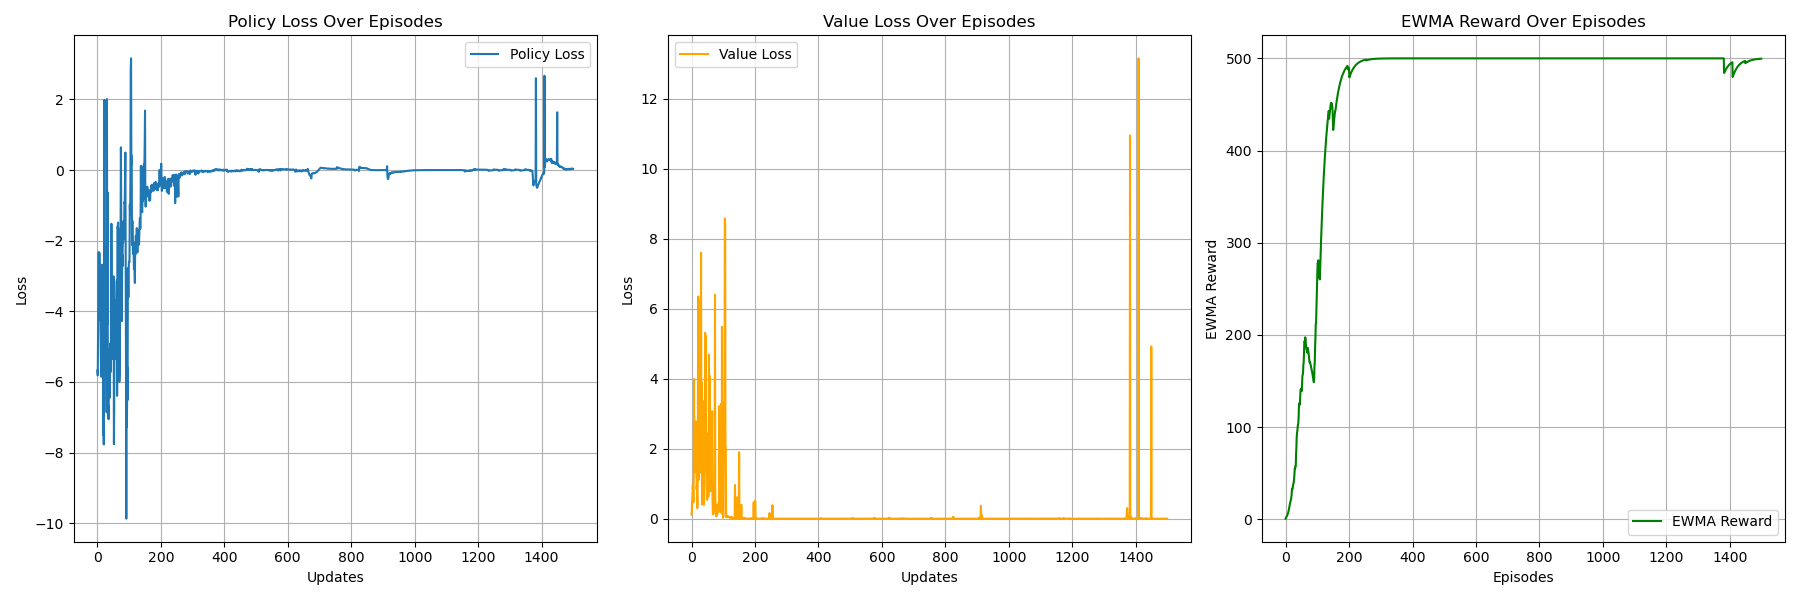 Policy Loss Over Episodes
Policy Loss
2
0
−2
−4
−6
−8
−10
Loss
0 200 400 600 800 1000 1200 1400
Updates
Value Loss Over Episodes
Value Loss
12
10
8
6
4
2
0
Loss
0 200 400 600 800 1000 1200 1400
Updates
EWMA Reward Over Episodes
500
400
300
200
100
0
EWMA Reward
EWMA Reward
0 200 400 600 800 1000 1200 1400
Episodes